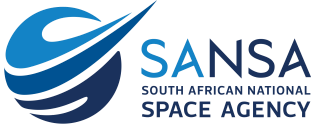 SANSA
SOUTH AFRICAN NATIONAL
SPACE AGENCY